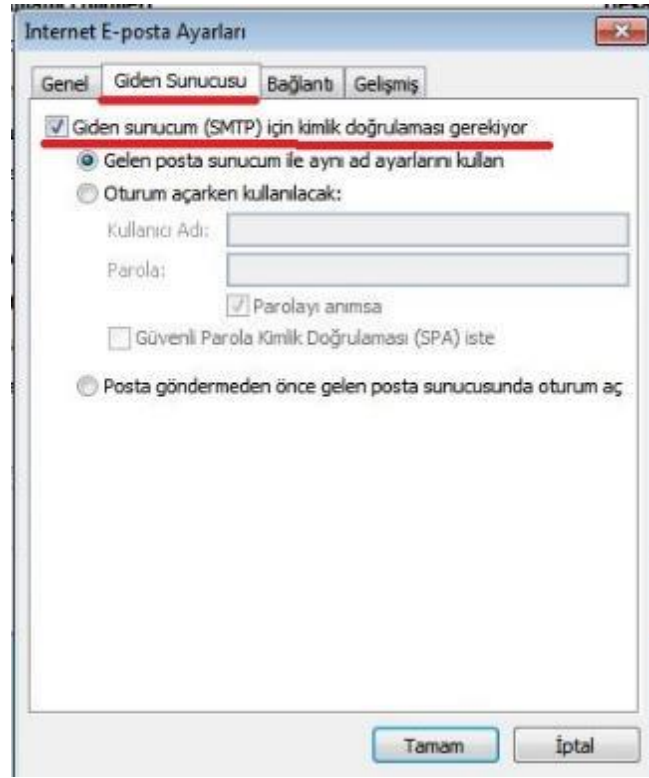 Internet E-posta Ayarları
Genel Giden Sunucusu Bağlantı Gelişmiş
Giden sunucum (SMTP) için kimlik doğrulaması gerekiyor
Gelen posta sunucum ile aynı ad ayarlarını kullan
Oturum açarken kullanılacak:
Kullanıcı Adı:
Parola:
Parolayı anımsa
Güvenli Parola Kimlik Doğrulaması (SPA) iste
Posta göndermeden önce gelen posta sunucusunda oturum aç
Tamam İptal